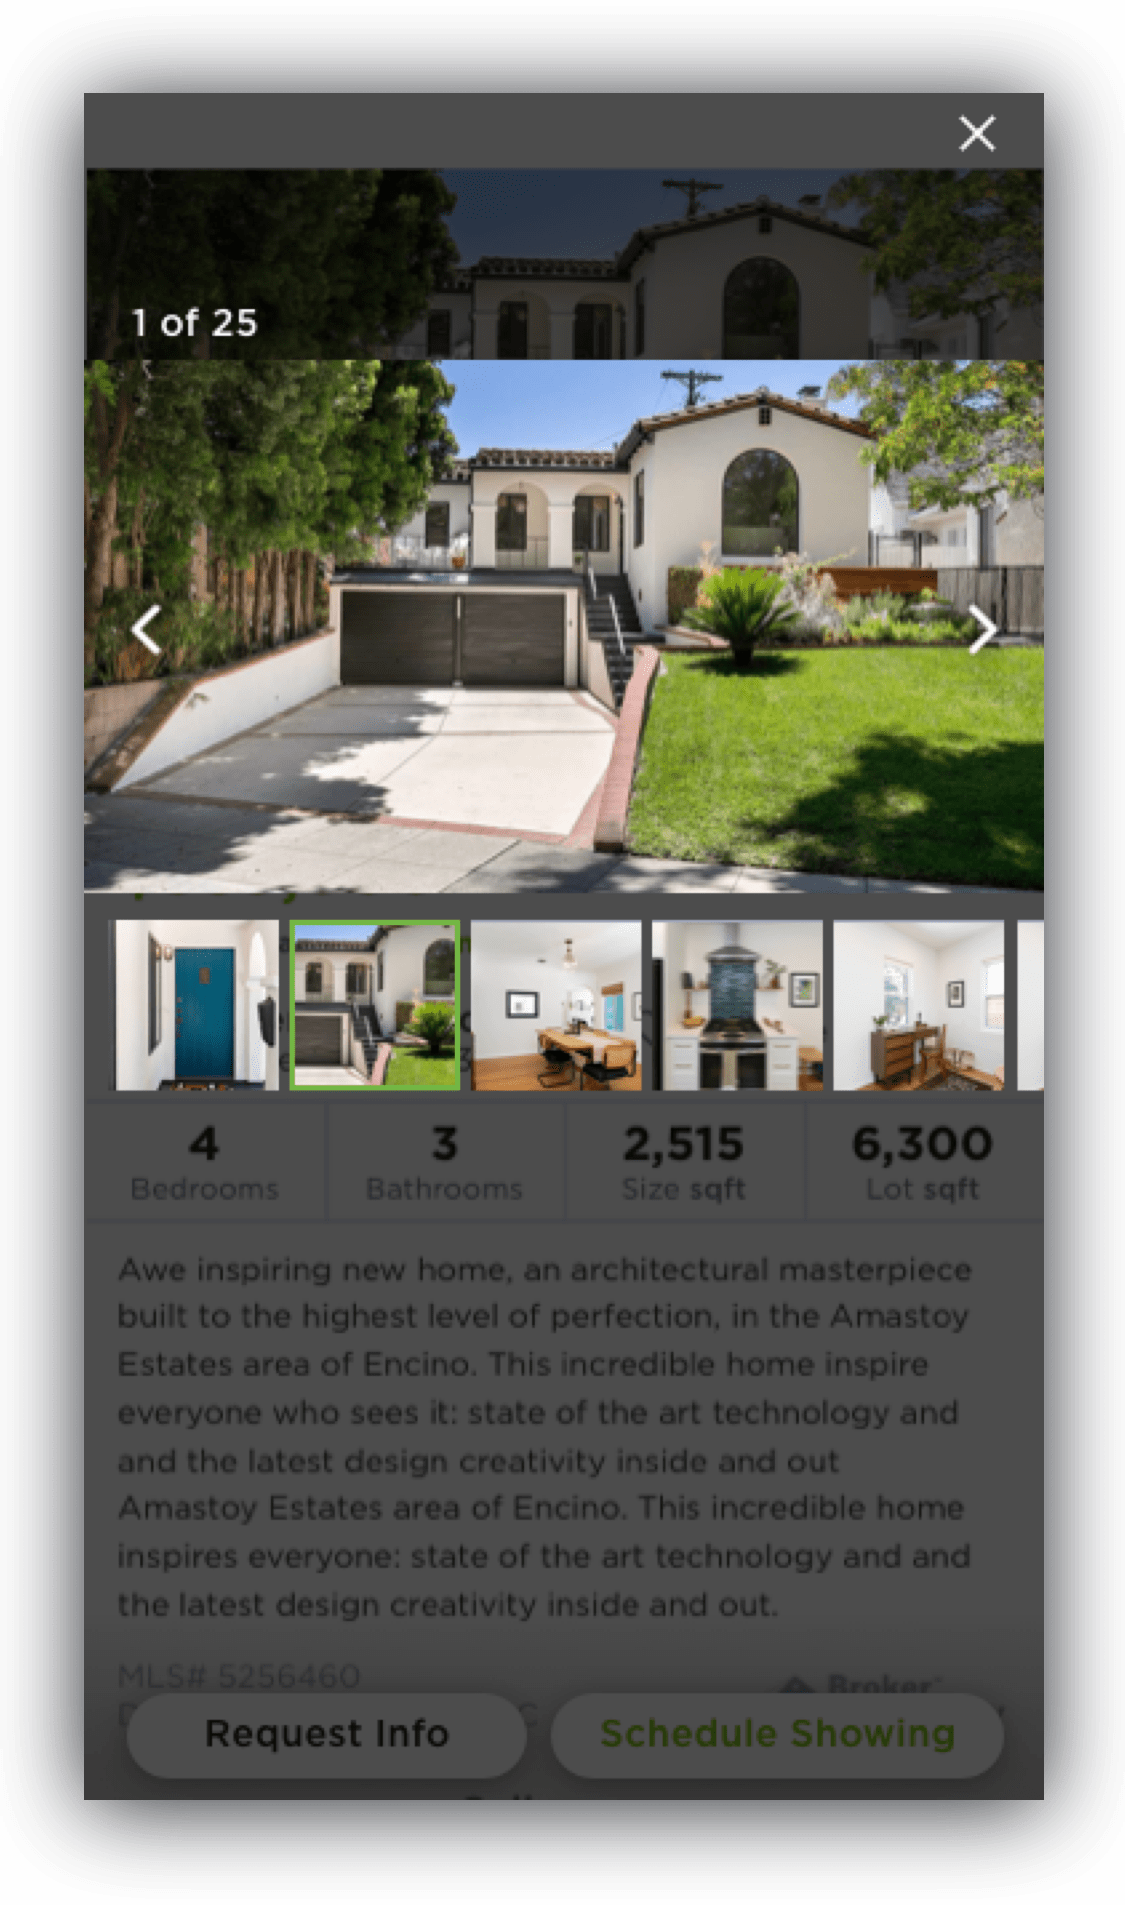 1 of 25
4
Bedrooms
3
Bathrooms
2,515
Size sqft
6,300
Lot sqft
Awe inspiring new home, an architectural masterpiece
built to the highest level of perfection, in the Amastoy
Estates area of Encino. This incredible home inspire
everyone who sees it: state of the art technology and
and the latest design creativity inside and out
Amastoy Estates area of Encino. This incredible home
inspires everyone: state of the art technology and and
the latest design creativity inside and out.
MLS# 5256460
Broker™
Request Info
Schedule Showing